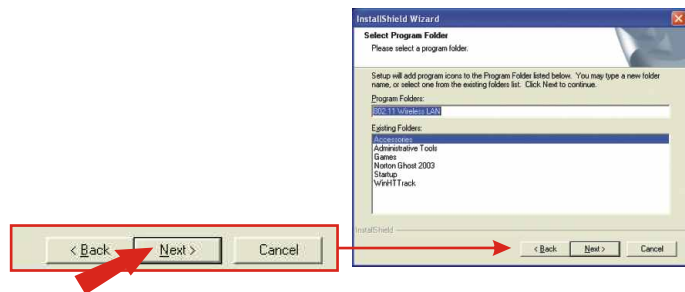 InstallShield Wizard
Select Program Folder
Please select a program folder.
Setup will add program icons to the Program Folder listed below. You may type a new folder
name, or select one from the existing folders list. Click Next to continue.
Program Folders:
802.11 Wireless LAN
Existing Folders:
Accessories
Administrative Tools
Games
Norton Ghost 2003
Startup
WinHTTrack
InstallShield
< Back Next > Cancel
< Back Next > Cancel